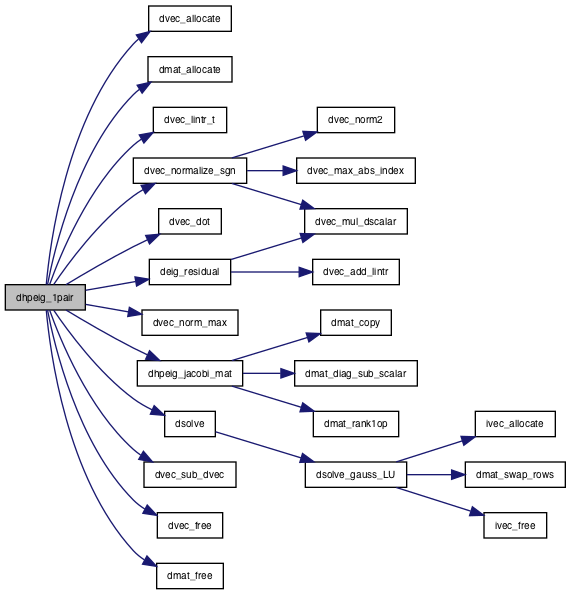 dhpeig_1pair
dvec_allocate
dmat_allocate
dvec_lintr_t
dvec_normalize_sgn
dvec_dot
deig_residual
dvec_norm_max
dhpeig_jacobi_mat
dsolve
dvec_sub_dvec
dvec_free
dmat_free
dvec_norm2
dvec_max_abs_index
dvec_mul_dscalar
dvec_add_lintr
dmat_copy
dmat_diag_sub_scalar
dmat_rank1op
dsolve_gauss_LU
ivec_allocate
dmat_swap_rows
ivec_free